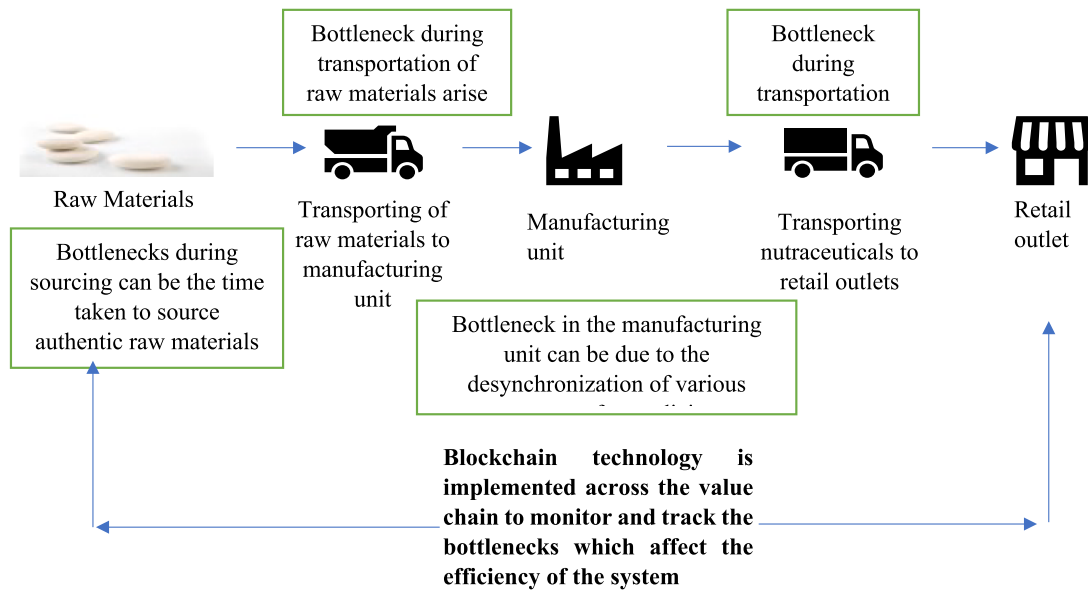 Bottleneck during
transportation of
raw materials arise
Bottleneck
during
transportation
Raw Materials
Transporting of
raw materials to
manufacturing
unit
Manufacturing
unit
Transporting
nutraceuticals to
retail outlets
Retail
outlet
Bottlenecks during
sourcing can be the time
taken to source
authentic raw materials
Bottleneck in the manufacturing
unit can be due to the
desynchronization of various
Blockchain technology is
implemented across the value
chain to monitor and track the
bottlenecks which affect the
efficiency of the system